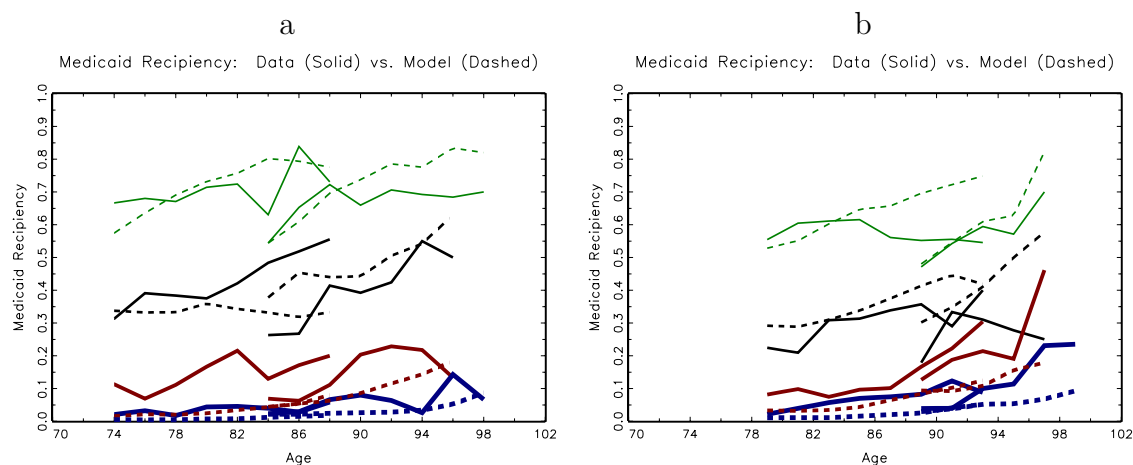 a
Medicaid Recipiency: Data (Solid) vs. Model (Dashed)
Medicaid Recipiency
0.0 0.1 0.2 0.3 0.4 0.5 0.6 0.7 0.8 0.9 1.0
70 74 78 82 86 90 94 98 102
Age
b
Medicaid Recipiency: Data (Solid) vs. Model (Dashed)
Medicaid Recipiency
0.0 0.1 0.2 0.3 0.4 0.5 0.6 0.7 0.8 0.9 1.0
70 74 78 82 86 90 94 98 102
Age